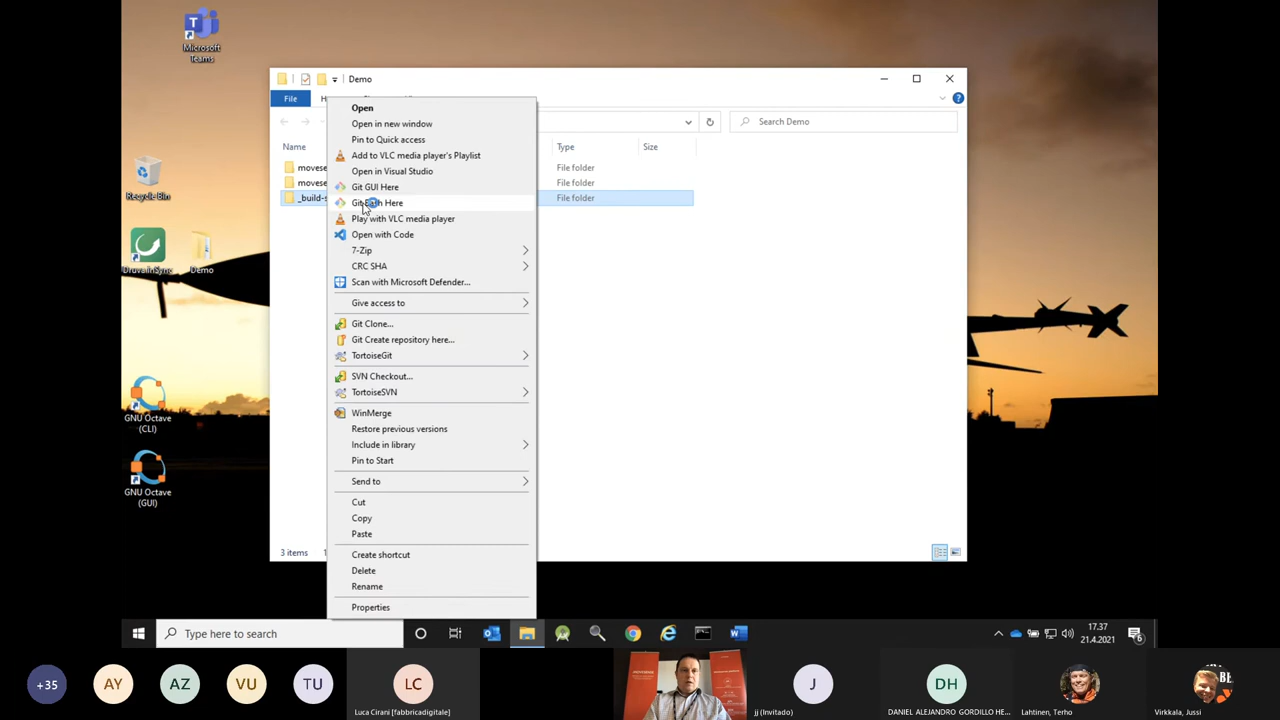 Microsoft
Teams
Demo
File
Search Demo
Name
Type
Size
movese
File folder
movese
File folder
_build-s
File folder
Open
Open in new window
Pin to Quick access
Add to VLC media player's Playlist
Open in Visual Studio
Git GUI Here
Git Bash Here
Play with VLC media player
Open with Code
7-Zip
CRC SHA
Scan with Microsoft Defender...
Give access to
Git Clone...
Git Create repository here...
TortoiseGit
SVN Checkout...
TortoiseSVN
WinMerge
Restore previous versions
Include in library
Pin to Start
Send to
Cut
Copy
Paste
Create shortcut
Delete
Rename
Properties
Recycle Bin
DruvaInSync
Demo
GNU Octave
(CLI)
GNU Octave
(GUI)
3 items
Type here to search
17.37
21.4.2021
6
+35
AY
AZ
VU
TU
LC
Luca Cirani [fabbricadigitale]
J
jj (Invitado)
DH
DANIEL ALEJANDRO GORDILLO HE...
Lahtinen, Terho
Virkkala, Jussi